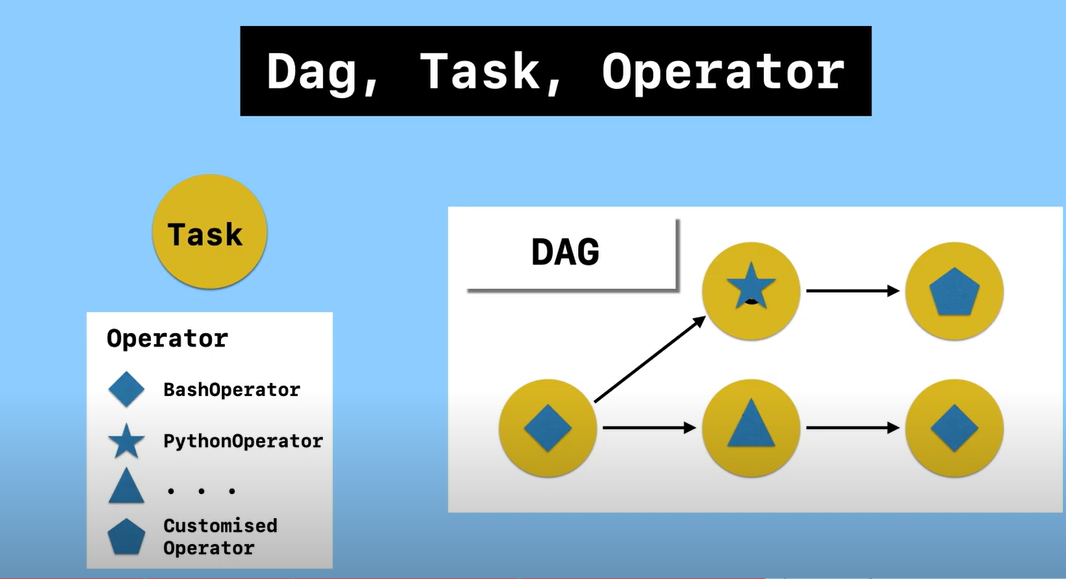 Dag, Task, Operator
Task
Operator
BashOperator
PythonOperator
. . .
Customised
Operator
DAG